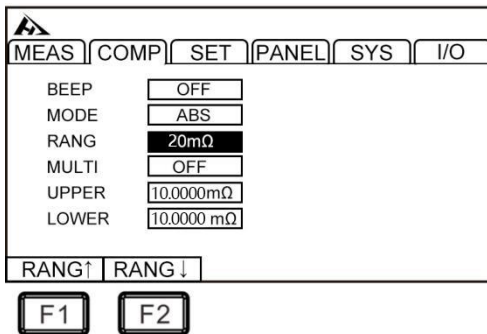 MEAS COMP SET PANEL SYS I/O
BEEP OFF
MODE ABS
RANG 20mΩ
MULTI OFF
UPPER 10.0000mΩ
LOWER 10.0000 mΩ
RANG↑ RANG↓
F1 F2